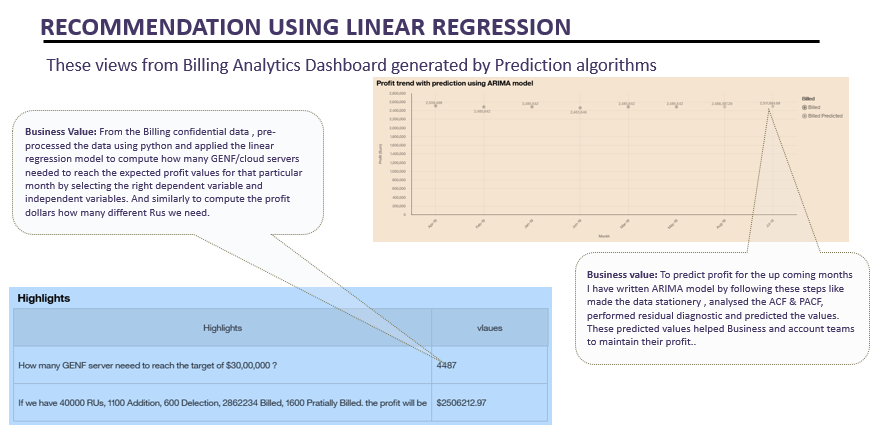 RECOMMENDATION USING LINEAR REGRESSION
These views from Billing Analytics Dashboard generated by Prediction algorithms
Profit trend with prediction using ARIMA model
Billed
Billed
Billed Predicted
2,800,000
2,600,000
2,400,000
2,200,000
2,000,000
1,800,000
1,600,000
1,400,000
1,200,000
1,000,000
800,000
600,000
400,000
200,000
0
Month
Business Value: From the Billing confidential data , pre-
processed the data using python and applied the linear
regression model to compute how many GENF/cloud servers
needed to reach the expected profit values for that particular
month by selecting the right dependent variable and
independent variables. And similarly to compute the profit
dollars how many different Rus we need.
Business value: To predict profit for the up coming months
I have written ARIMA model by following these steps like
made the data stationery , analysed the ACF & PACF,
performed residual diagnostic and predicted the values.
These predicted values helped Business and account teams
to maintain their profit..
Highlights
Highlights vlaues
How many GENF server neeed to reach the target of $30,00,000 ? 4487
If we have 40000 RUs, 1100 Addition, 600 Delection, 2862234 Billed, 1600 Pratially Billed. the profit will be $2506212.97